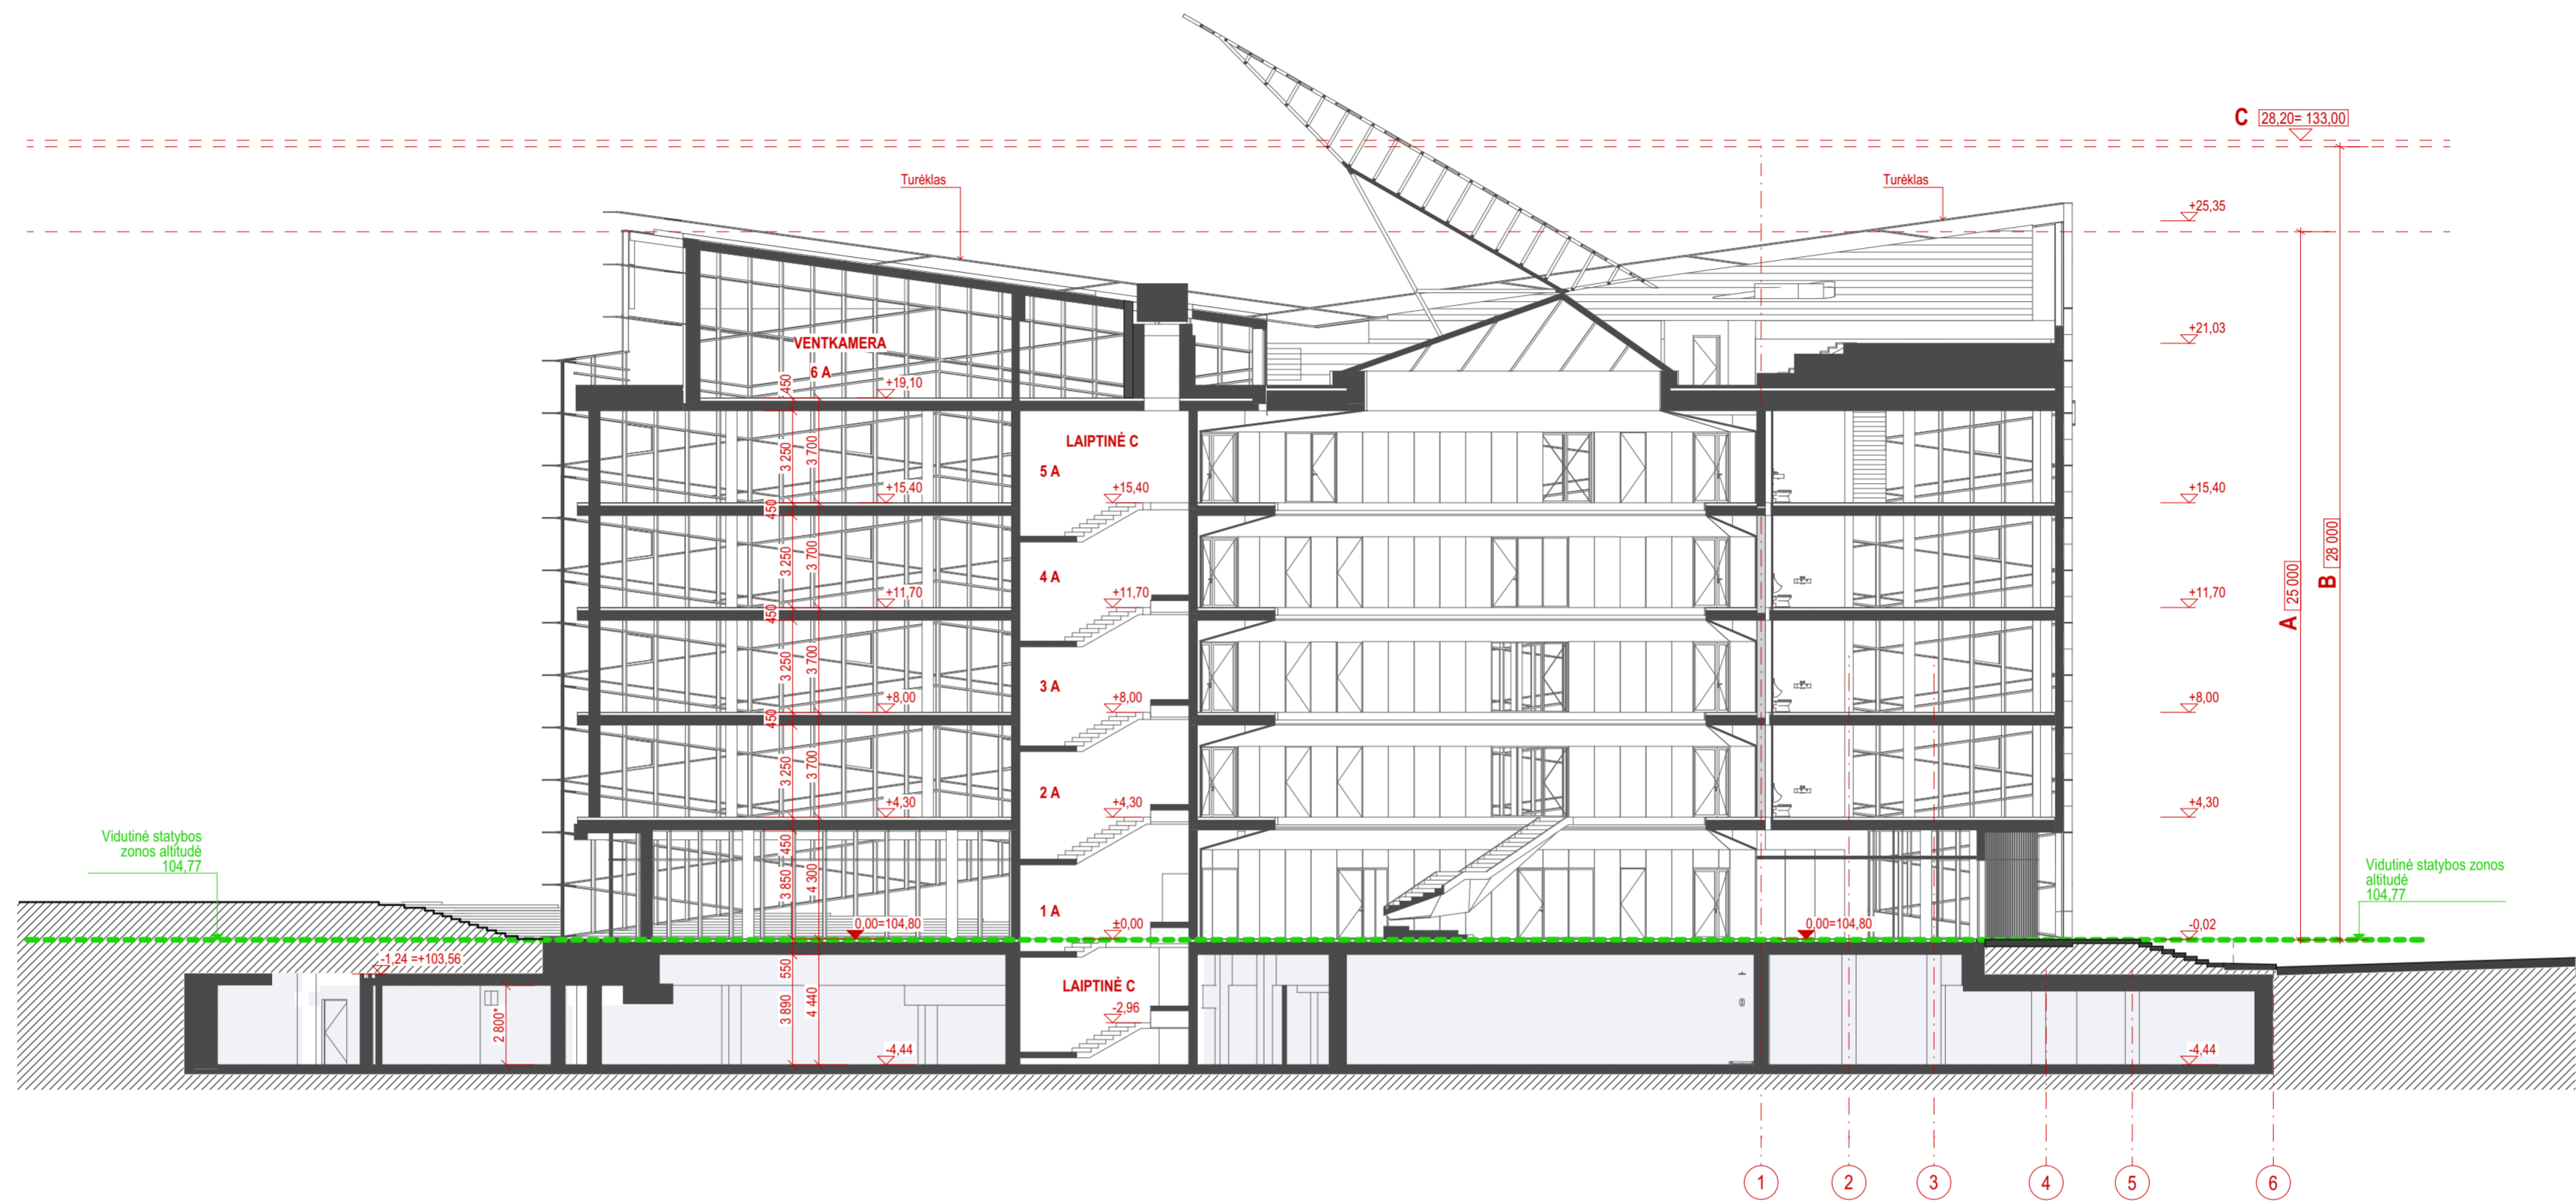 C 28,20= 133,00
Turėklas
Turėklas
+25,35
VENTKAMERA
6 A
+21,03
450
+19,10
LAIPTINĖ C
5 A
3 250
3 700
+15,40
+15,40
+15,40
450
4 A
3 250
3 700
+11,70
+11,70
+11,70
450
B 28 000
A 25 000
3 A
3 250
3 700
+8,00
+8,00
+8,00
450
2 A
3 250
3 700
+4,30
+4,30
+4,30
Vidutinė statybos
zonos altitudė
104,77
450
3 850
4 300
1 A
Vidutinė statybos zonos
altitudė
104,77
0,00=104,80
±0,00
0,00=104,80
-0,02
-1,24 =+103,56
550
LAIPTINĖ C
-2,96
2 800*
3 890
4 440
-4,44
-4,44
1
2
3
4
5
6